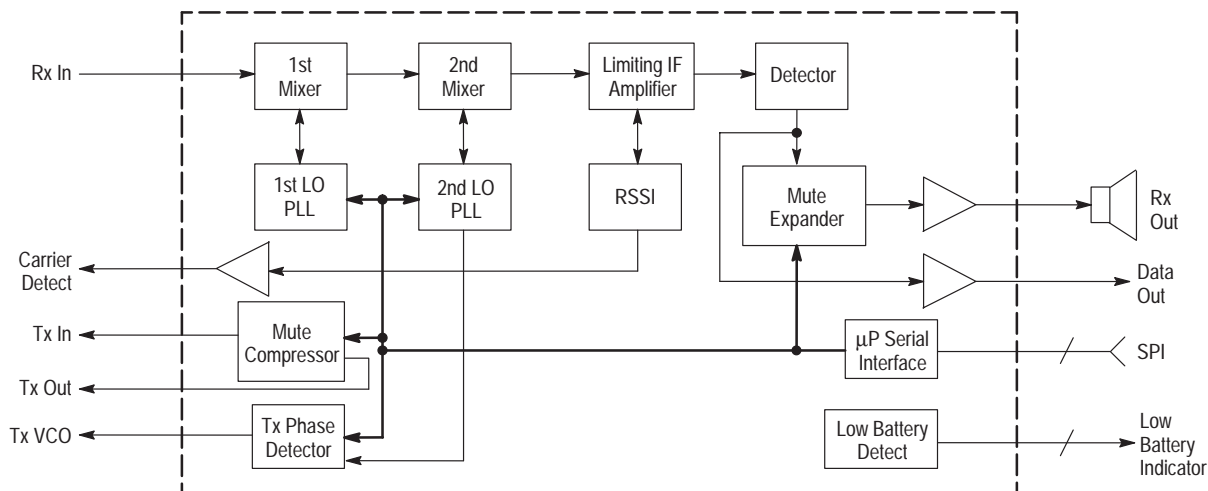 Rx In
1st
Mixer
2nd
Mixer
Limiting IF
Amplifier
Detector
1st LO
PLL
2nd LO
PLL
RSSI
Mute
Expander
Rx
Out
Carrier
Detect
Data
Out
Tx In
Mute
Compressor
µP Serial
Interface
SPI
Tx Out
Tx VCO
Tx Phase
Detector
Low Battery
Detect
Low
Battery
Indicator